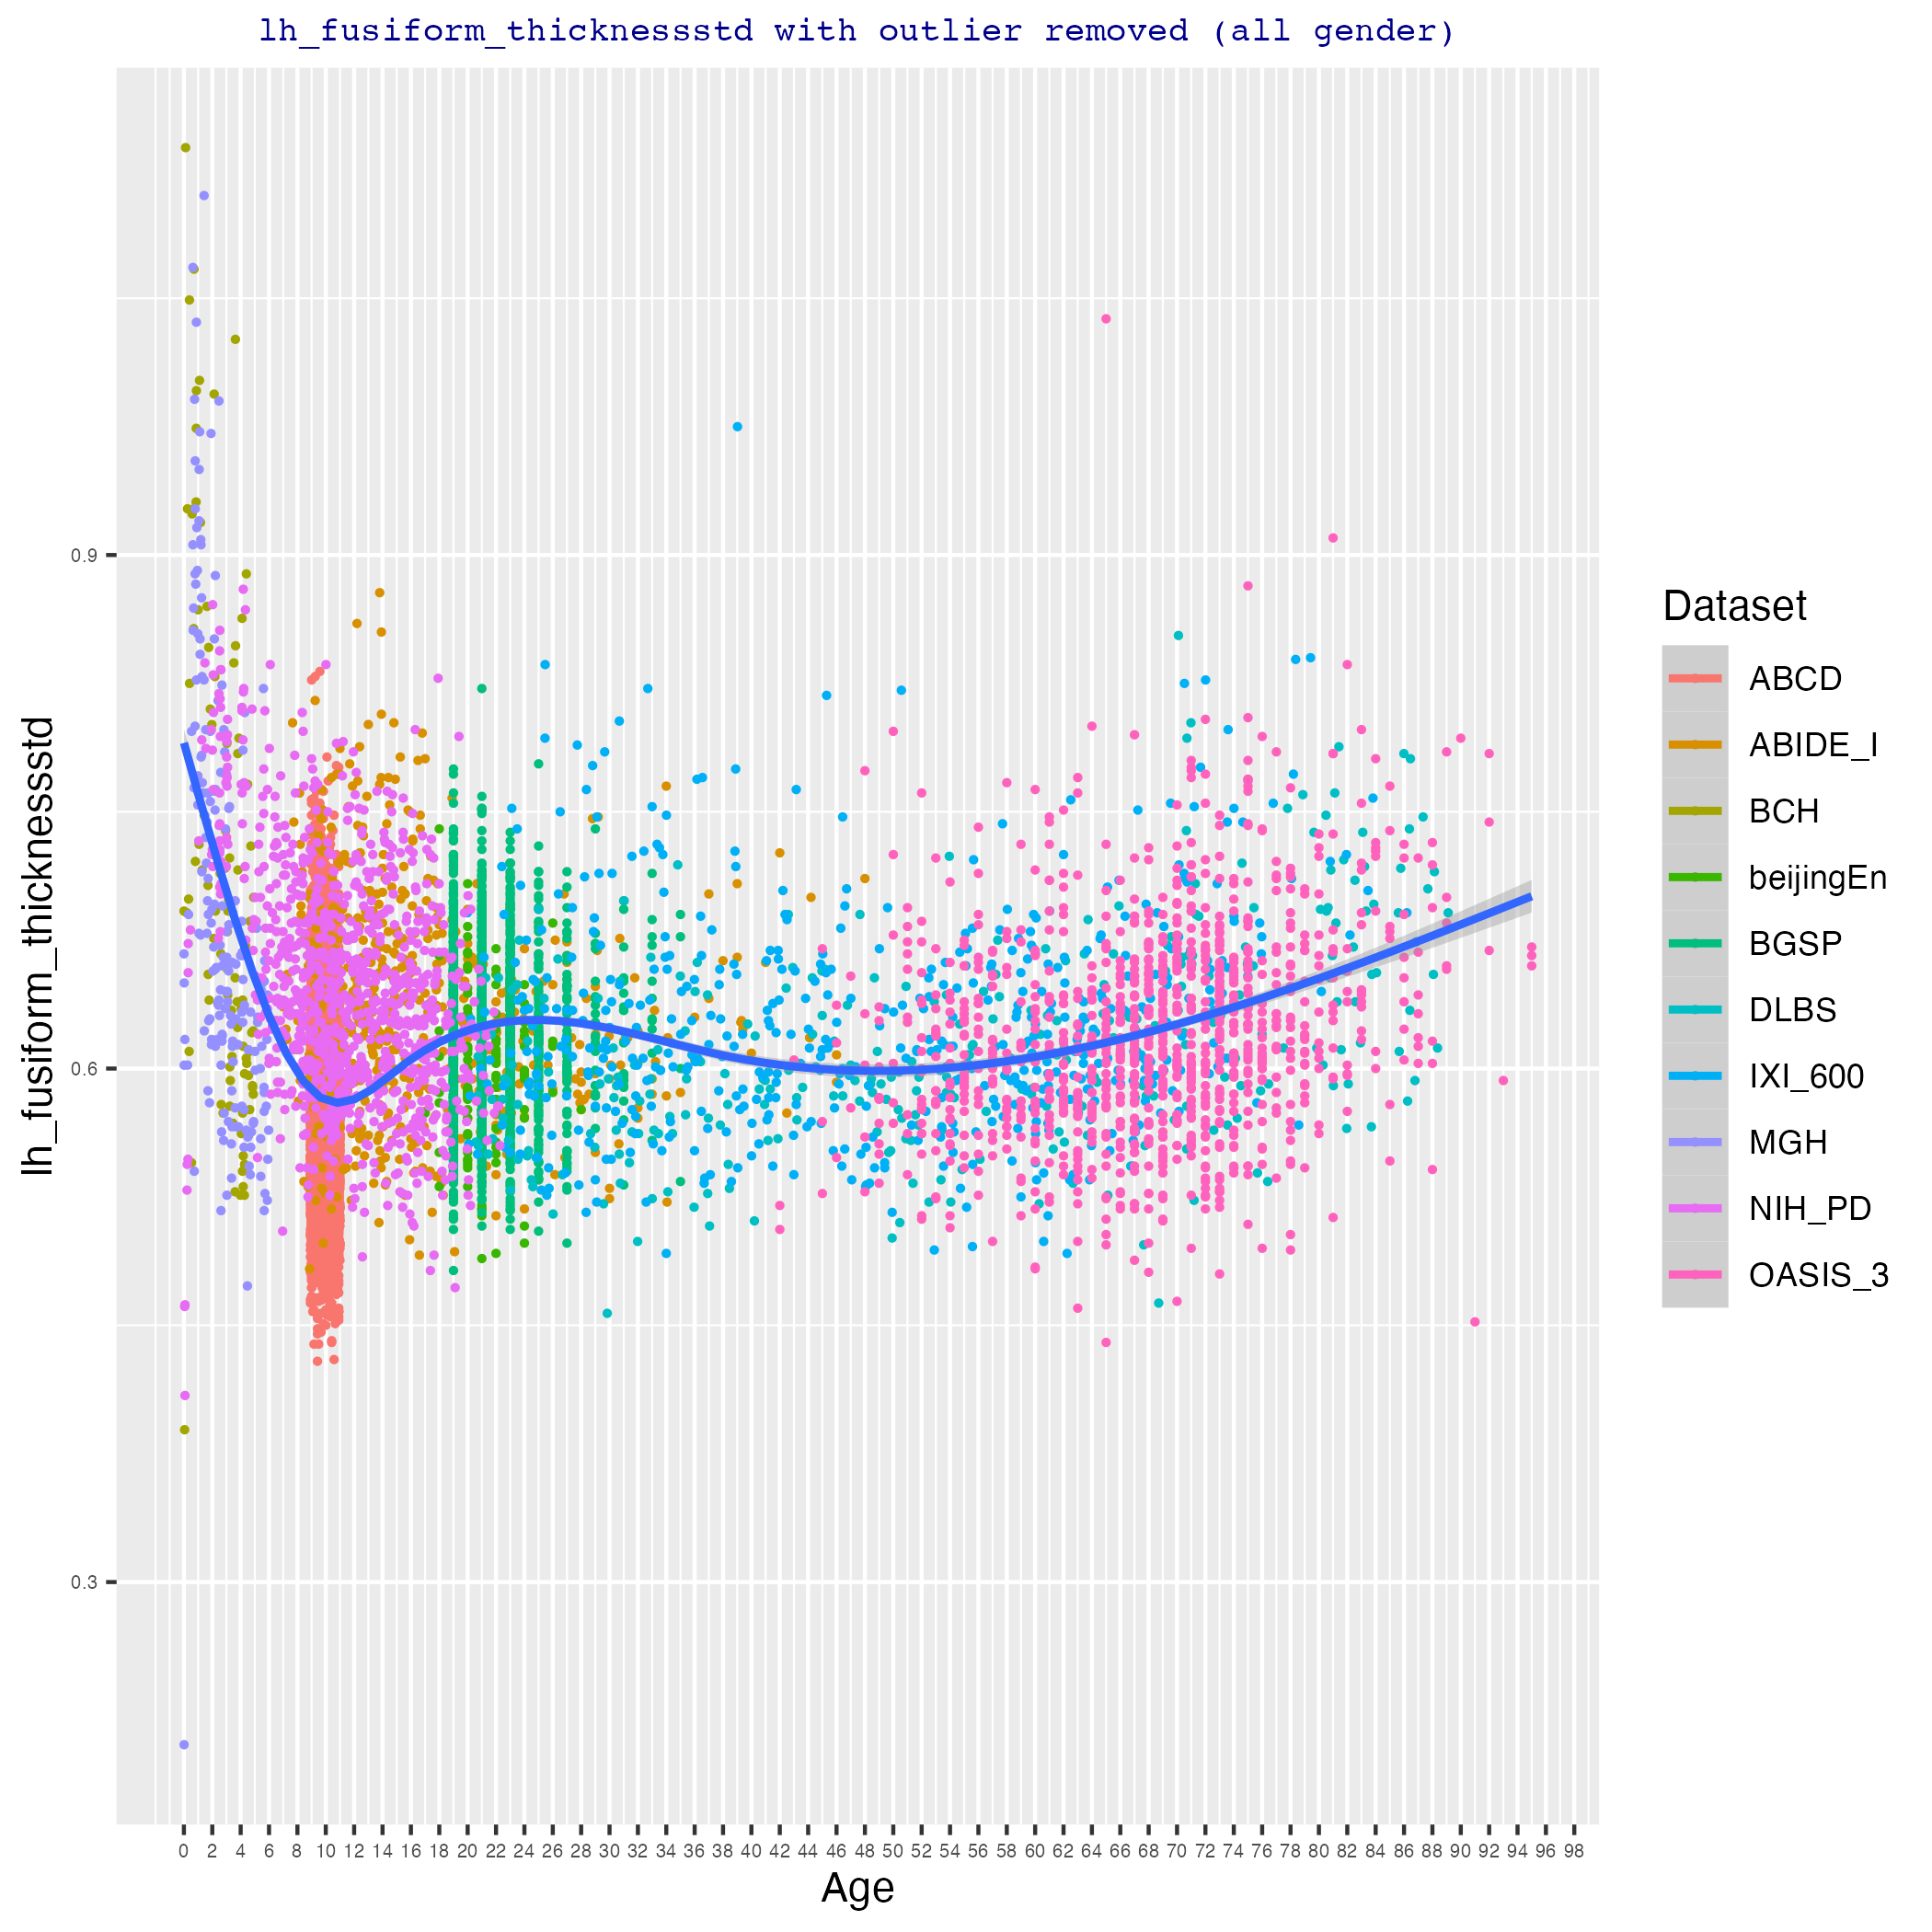 lh_fusiform_thicknessstd with outlier removed (all gender)
lh_fusiform_thicknessstd
0.9
0.6
0.3
0 2 4 6 8 10 12 14 16 18 20 22 24 26 28 30 32 34 36 38 40 42 44 46 48 50 52 54 56 58 60 62 64 66 68 70 72 74 76 78 80 82 84 86 88 90 92 94 96 98
Age
Dataset
ABCD
ABIDE_I
BCH
beijingEn
BGSP
DLBS
IXI_600
MGH
NIH_PD
OASIS_3